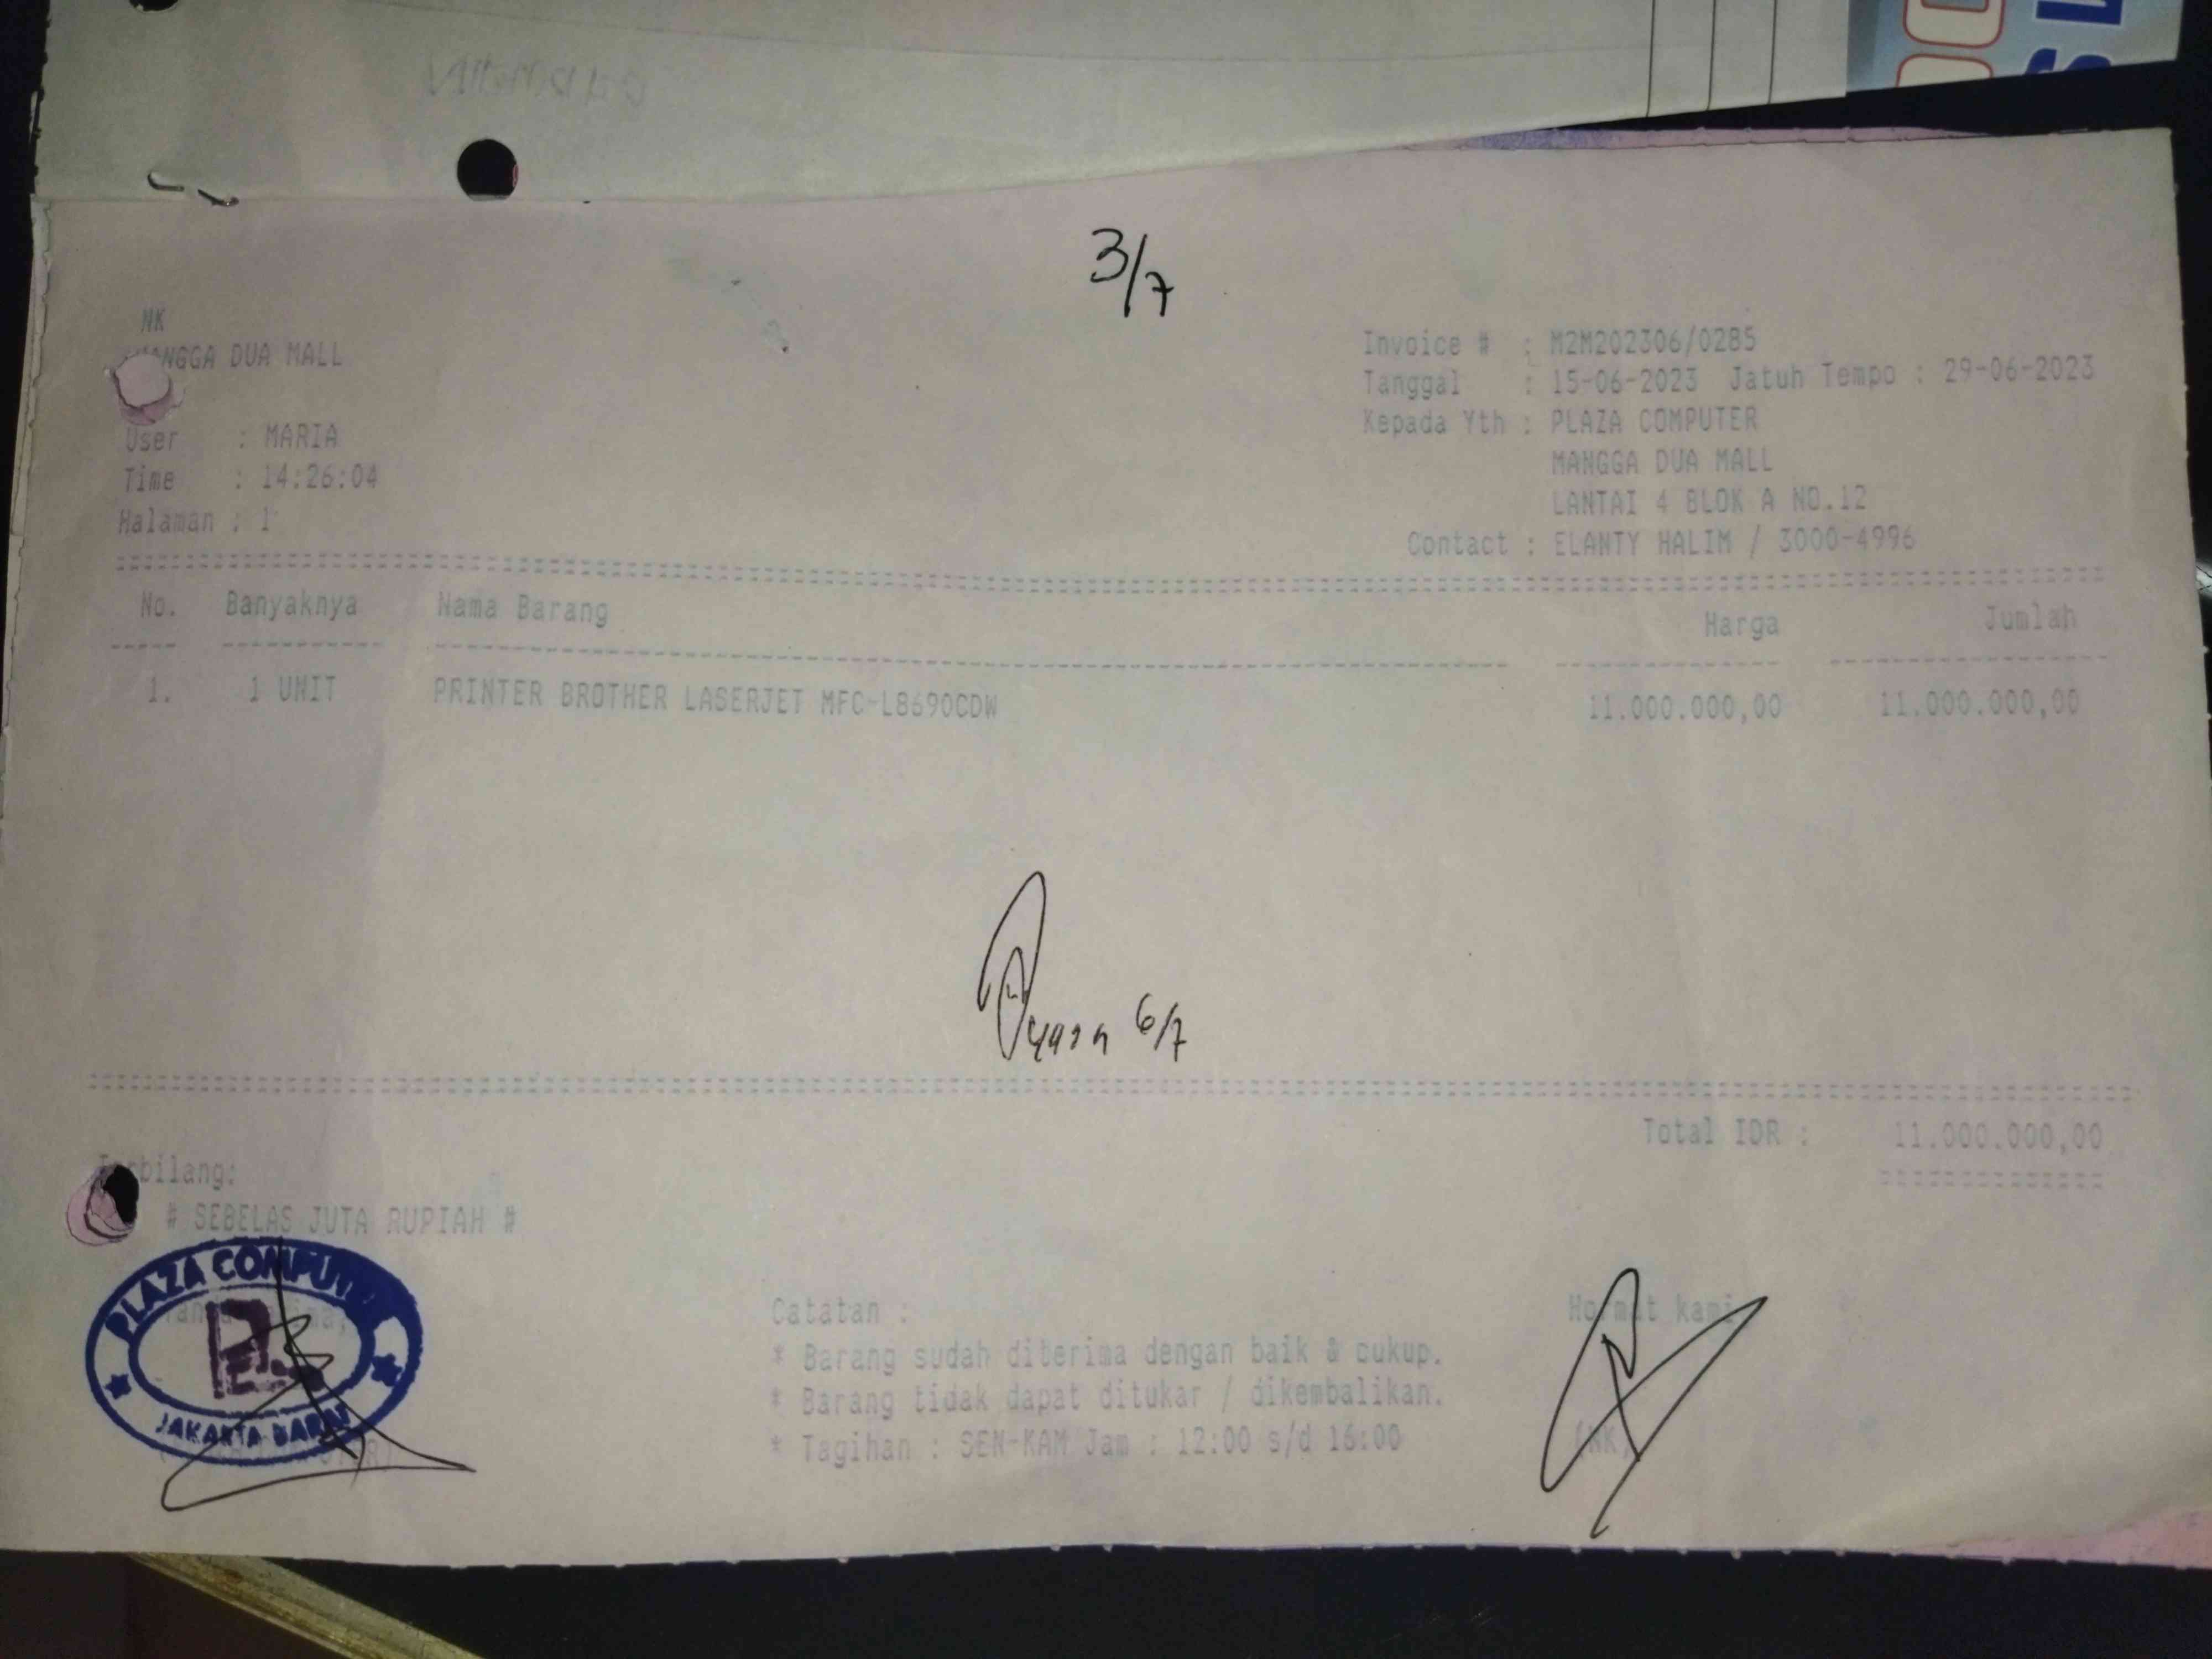 3/7
NK
MANGGA DUA MALL
User : MARIA
Time : 14:26:04
Halaman : 1
Invoice # : M2M202306/0285
Tanggal : 15-06-2023 Jatuh Tempo : 29-06-2023
Kepada Yth : PLAZA COMPUTER
MANGGA DUA MALL
LANTAI 4 BLOK A NO.12
Contact : ELANTY HALIM / 3000-4996
No. Banyaknya Nama Barang Harga Jumlah
1. 1 UNIT PRINTER BROTHER LASERJET MFC-L8690CDW 11.000.000,00 11.000.000,00
6/7
Total IDR : 11.000.000,00
Terbilang:
# SEBELAS JUTA RUPIAH #
PLAZA COMPUTER
JAKARTA BARAT
Catatan :
* Barang sudah diterima dengan baik & cukup.
* Barang tidak dapat ditukar / dikembalikan.
* Tagihan : SEN-KAM Jam : 12:00 s/d 16:00
Hormat kami
(NK)